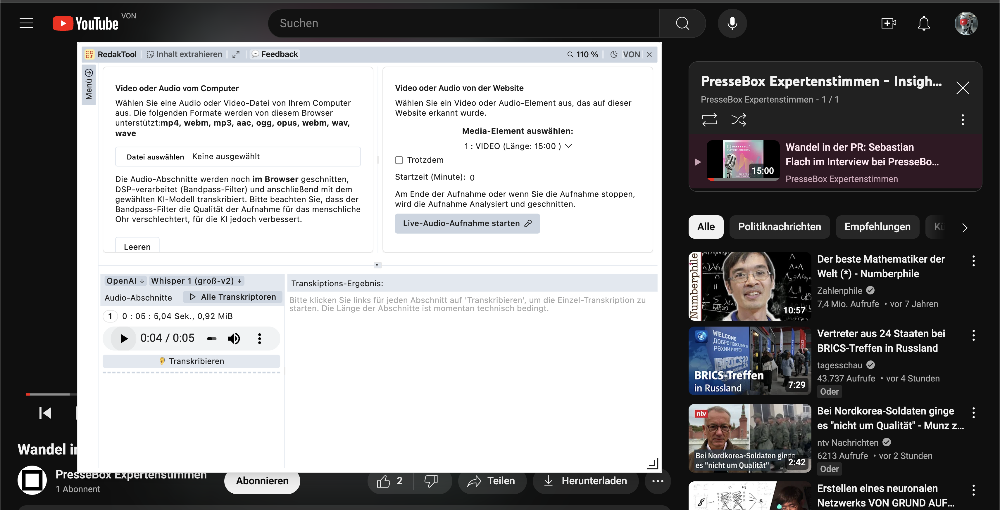 YouTube VON
Suchen
RedakTool
Inhalt extrahieren
Feedback
110 %
VON
Menü
Video oder Audio vom Computer
Wählen Sie eine Audio oder Video-Datei von Ihrem Computer
aus. Die folgenden Formate werden von diesem Browser
unterstützt:mp4, webm, mp3, aac, ogg, opus, webm, wav,
wave
Datei auswählen Keine ausgewählt
Die Audio-Abschnitte werden noch im Browser geschnitten,
DSP-verarbeitet (Bandpass-Filter) und anschließend mit dem
gewählten KI-Modell transkribiert. Bitte beachten Sie, dass der
Bandpass-Filter die Qualität der Aufnahme für das menschliche
Ohr verschlechtert, für die KI jedoch verbessert.
Leeren
Video oder Audio von der Website
Wählen Sie ein Video oder Audio-Element aus, das auf dieser
Website erkannt wurde.
Media-Element auswählen:
1 : VIDEO (Länge: 15:00 )
Trotzdem
Startzeit (Minute): 0
Am Ende der Aufnahme oder wenn Sie die Aufnahme stoppen,
wird die Aufnahme Analysiert und geschnitten.
Live-Audio-Aufnahme starten
OpenAI ↓ Whisper 1 (groß-v2) ↓
Audio-Abschnitte
Alle Transkriptoren
1 0 : 05 : 5,04 Sek., 0,92 MiB
0:04 / 0:05
Transkribieren
Transkiptions-Ergebnis:
Bitte klicken Sie links für jeden Abschnitt auf 'Transkribieren', um die Einzel-Transkription zu
starten. Die Länge der Abschnitte ist momentan technisch bedingt.
Wandel in
PresseBox Expertenstimmen
1 Abonnent
Abonnieren
2
Teilen
Herunterladen
PresseBox Expertenstimmen - Insigh...
PresseBox Expertenstimmen - 1 / 1
PRESSEBOX
EXPERTENSTIMMEN
15:00
Wandel in der PR: Sebastian
Flach im Interview bei PresseBo...
PresseBox Expertenstimmen
Alle
Politiknachrichten
Empfehlungen
Kü
Numberphile
10:57
Der beste Mathematiker der
Welt (*) - Numberphile
Zahlenphile
7,4 Mio. Aufrufe • vor 7 Jahren
WELCOME
ДОБРО ПОЖАЛОВАТЬ
РӘХИМ ИТЕГЕЗ!
BRICS 20
24
BRICS-Treffen
in Russland
7:29
Vertreter aus 24 Staaten bei
BRICS-Treffen in Russland
tagesschau
43.737 Aufrufe • vor 4 Stunden
Oder
ntv
Bei Nordkorea-Soldaten ginge
es "nicht um Qualität"
2:42
Bei Nordkorea-Soldaten ginge
es "nicht um Qualität" - Munz z...
ntv Nachrichten
6213 Aufrufe • vor 2 Stunden
Oder
8
8
Erstellen eines neuronalen
Netzwerks VON GRUND AUF...